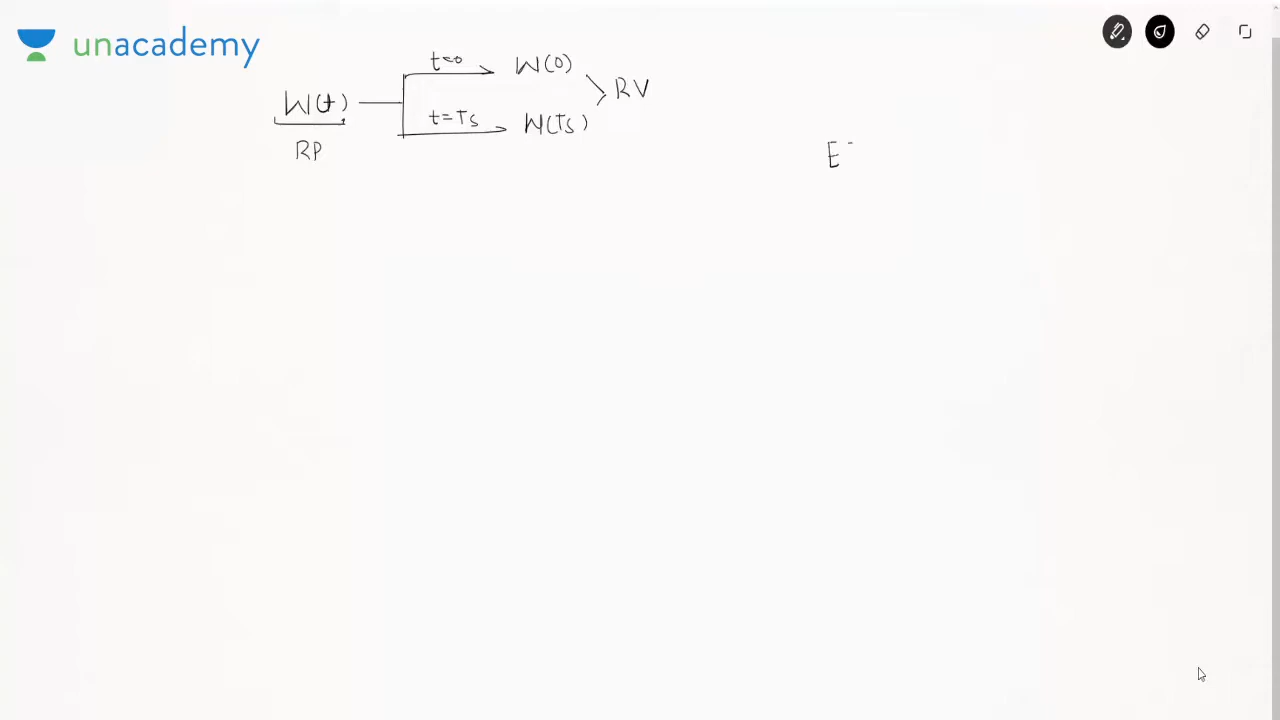 unacademy
t=0 W(0)
W(t) RV
t=Ts W(Ts)
RP
E